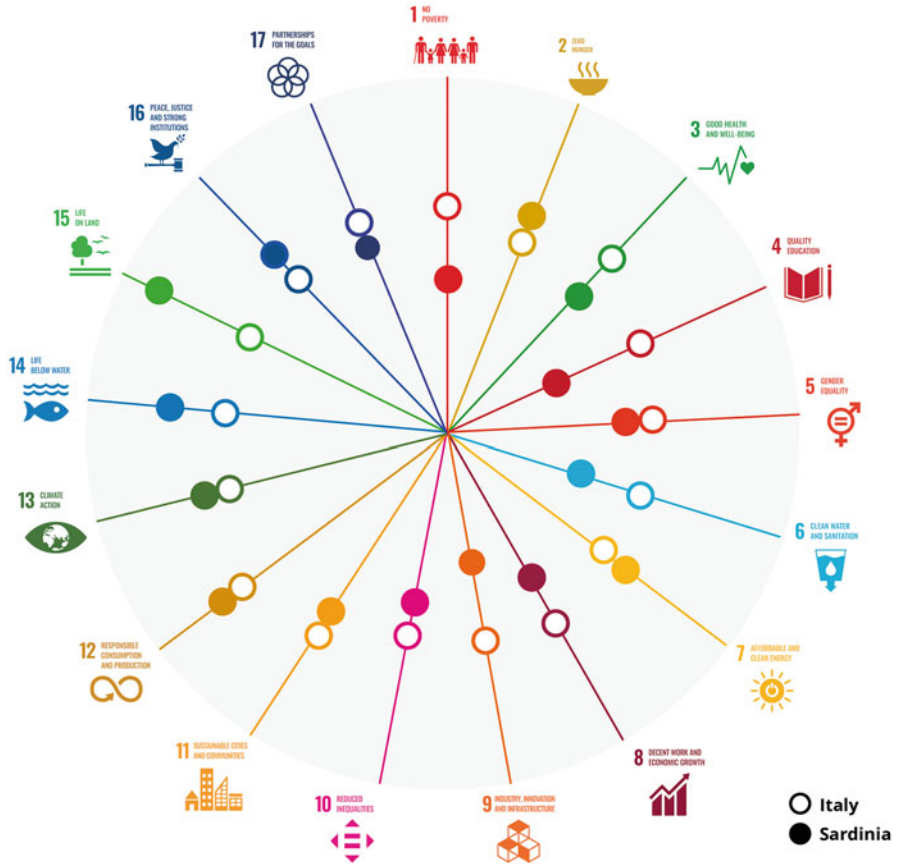 1 NO
POVERTY
2 ZERO
HUNGER
3 GOOD HEALTH
AND WELL-BEING
4 QUALITY
EDUCATION
5 GENDER
EQUALITY
6 CLEAN WATER
AND SANITATION
7 AFFORDABLE AND
CLEAN ENERGY
8 DECENT WORK AND
ECONOMIC GROWTH
9 INDUSTRY, INNOVATION
AND INFRASTRUCTURE
10 REDUCED
INEQUALITIES
11 SUSTAINABLE CITIES
AND COMMUNITIES
12 RESPONSIBLE
CONSUMPTION
AND PRODUCTION
13 CLIMATE
ACTION
14 LIFE
BELOW WATER
15 LIFE
ON LAND
16 PEACE, JUSTICE
AND STRONG
INSTITUTIONS
17 PARTNERSHIPS
FOR THE GOALS
Italy
Sardinia